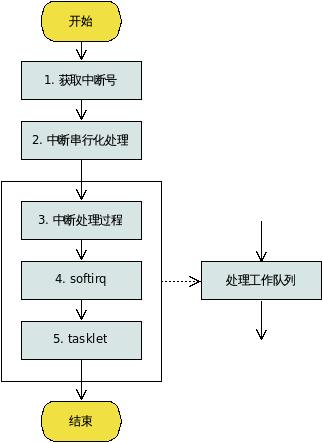 开始
1. 获取中断号
2. 中断串行化处理
3. 中断处理过程
4. softirq
处理工作队列
5. tasklet
结束